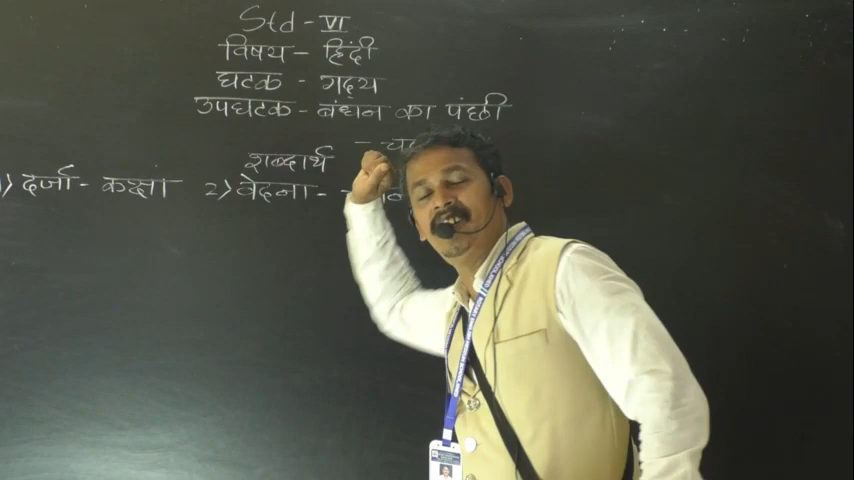 Std - VI
विषय - हिंदी
घटक - गद्य
उपघटक - बंधन का पंछी
शब्दार्थ
दर्जा - कक्षा 2) वेदना -